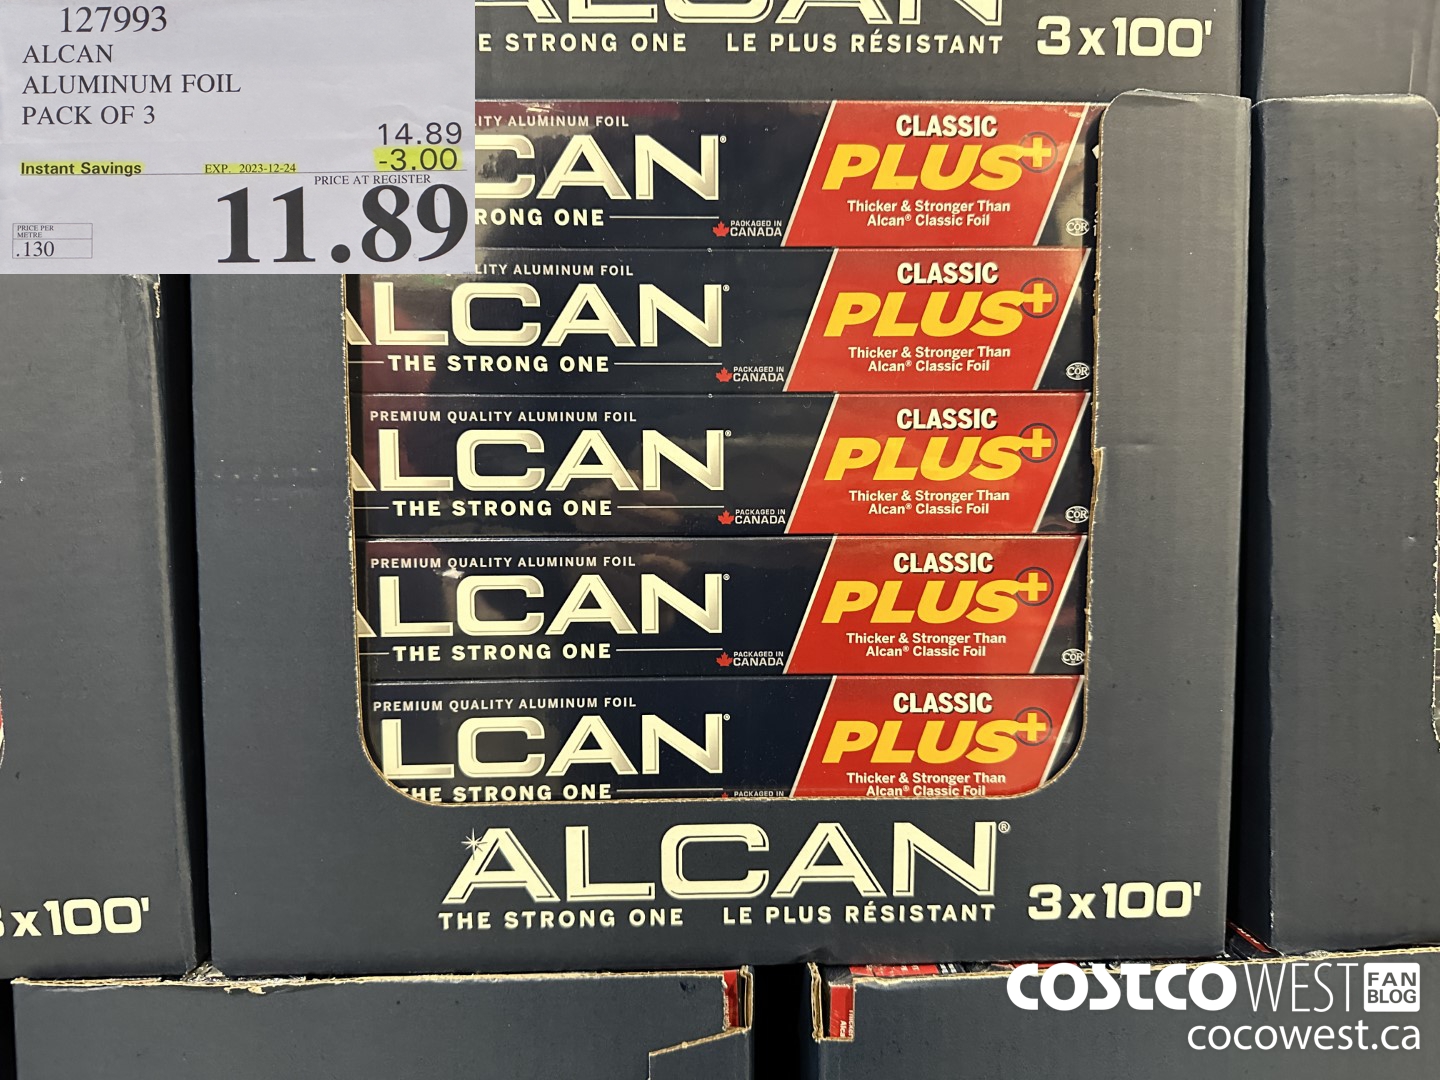 127993
ALCAN
ALUMINUM FOIL
PACK OF 3
14.89
Instant Savings EXP. 2023-12-24 -3.00
PRICE AT REGISTER
11.89
PRICE PER
METRE
.130
E STRONG ONE LE PLUS RÉSISTANT 3x100'
ITY ALUMINUM FOIL
CAN
RONG ONE
PACKAGED IN
CANADA
CLASSIC
PLUS+
Thicker & Stronger Than
Alcan® Classic Foil
COR
LITY ALUMINUM FOIL
LCAN®
THE STRONG ONE
PACKAGED IN
CANADA
CLASSIC
PLUS+
Thicker & Stronger Than
Alcan® Classic Foil
COR
PREMIUM QUALITY ALUMINUM FOIL
LCAN®
THE STRONG ONE
PACKAGED IN
CANADA
CLASSIC
PLUS+
Thicker & Stronger Than
Alcan® Classic Foil
COR
PREMIUM QUALITY ALUMINUM FOIL
LCAN®
THE STRONG ONE
PACKAGED IN
CANADA
CLASSIC
PLUS+
Thicker & Stronger Than
Alcan® Classic Foil
COR
PREMIUM QUALITY ALUMINUM FOIL
LCAN®
THE STRONG ONE
PACKAGED IN
CLASSIC
PLUS+
Thicker & Stronger Than
Alcan® Classic Foil
ALCAN®
THE STRONG ONE LE PLUS RÉSISTANT 3x100'
3x100'
COSTCO WEST FAN BLOG
cocowest.ca